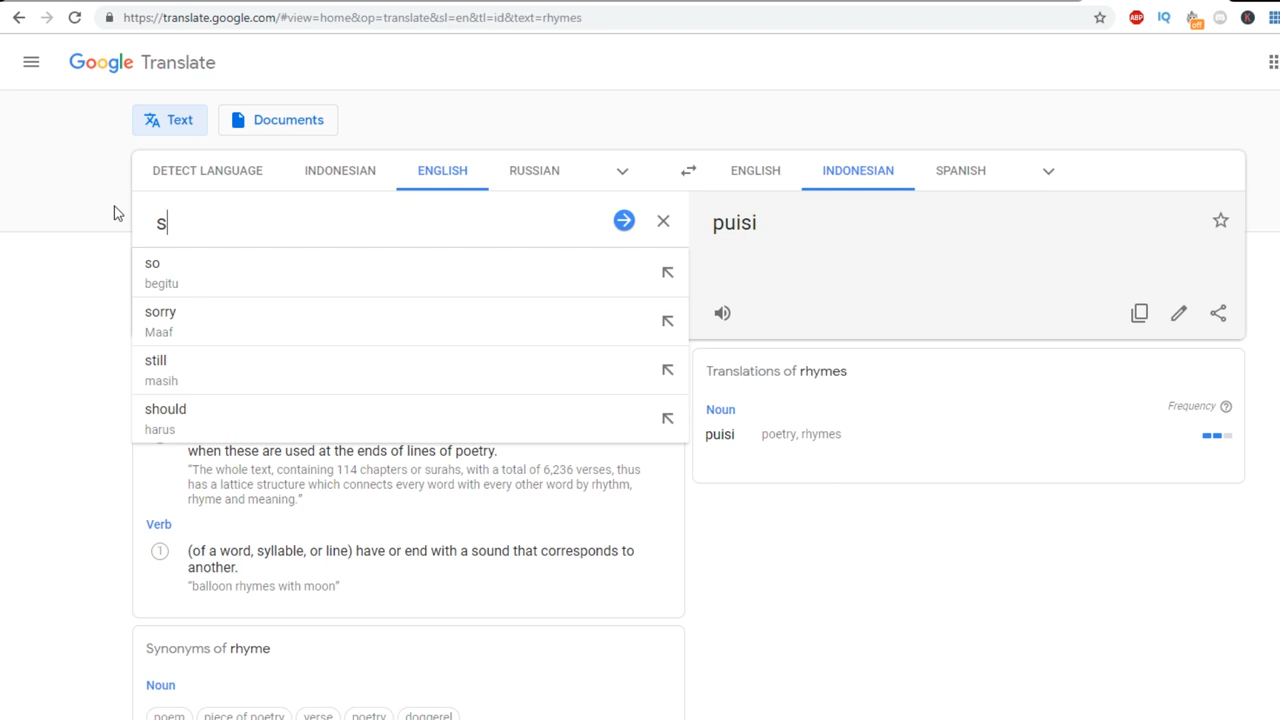 https://translate.google.com/#view=home&op=translate&sl=en&tl=id&text=rhymes
ABP
IQ
off
K
Google Translate
Text
Documents
DETECT LANGUAGE
INDONESIAN
ENGLISH
RUSSIAN
ENGLISH
INDONESIAN
SPANISH
s
puisi
so
begitu
sorry
Maaf
still
masih
should
harus
when these are used at the ends of lines of poetry.
“The whole text, containing 114 chapters or surahs, with a total of 6,236 verses, thus
has a lattice structure which connects every word with every other word by rhythm,
rhyme and meaning.”
Verb
1 (of a word, syllable, or line) have or end with a sound that corresponds to
another.
“balloon rhymes with moon”
Synonyms of rhyme
Noun
poem piece of poetry verse poetry doggerel
Translations of rhymes
Noun
Frequency ?
puisi poetry, rhymes